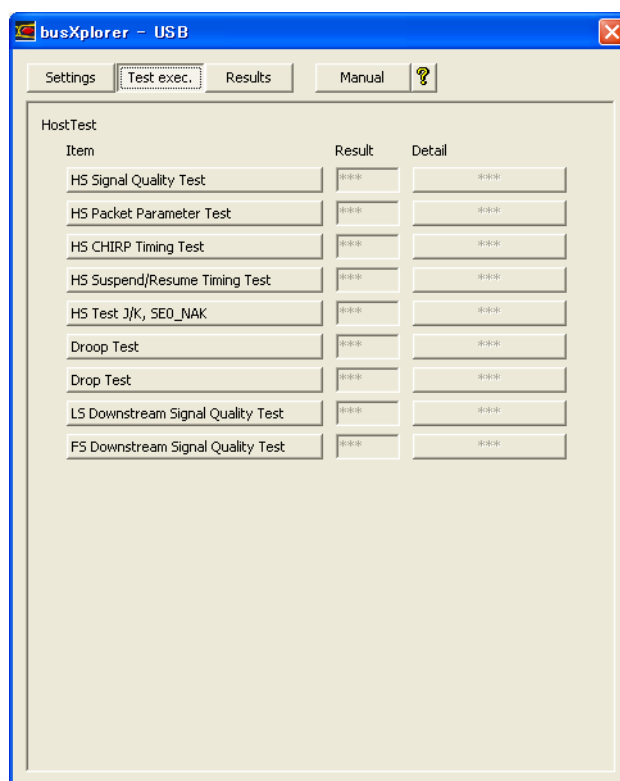 busXplorer - USB
Settings Test exec. Results Manual ?
HostTest
Item Result Detail
HS Signal Quality Test *** ***
HS Packet Parameter Test *** ***
HS CHIRP Timing Test *** ***
HS Suspend/Resume Timing Test *** ***
HS Test J/K, SE0_NAK *** ***
Droop Test *** ***
Drop Test *** ***
LS Downstream Signal Quality Test *** ***
FS Downstream Signal Quality Test *** ***